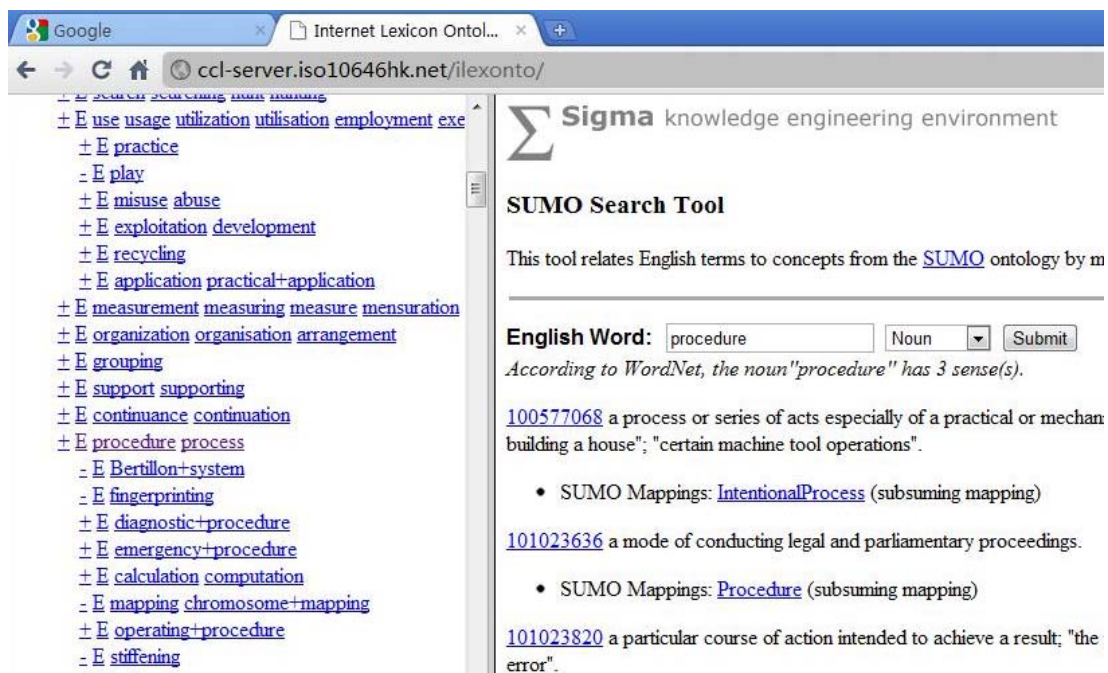 Google
Internet Lexicon Ontol...
ccl-server.iso10646hk.net/ilexonto/
+ E search searching hunt hunting
+ E use usage utilization utilisation employment exe
+ E practice
- E play
+ E misuse abuse
+ E exploitation development
+ E recycling
+ E application practical+application
+ E measurement measuring measure mensuration
+ E organization organisation arrangement
+ E grouping
+ E support supporting
+ E continuance continuation
+ E procedure process
- E Bertillon+system
- E fingerprinting
+ E diagnostic+procedure
+ E emergency+procedure
+ E calculation computation
- E mapping chromosome+mapping
+ E operating+procedure
- E stiffening
Σ Sigma knowledge engineering environment
SUMO Search Tool
This tool relates English terms to concepts from the SUMO ontology by m
English Word: procedure Noun Submit
According to WordNet, the noun"procedure" has 3 sense(s).
100577068 a process or series of acts especially of a practical or mechan
building a house"; "certain machine tool operations".
• SUMO Mappings: IntentionalProcess (subsuming mapping)
101023636 a mode of conducting legal and parliamentary proceedings.
• SUMO Mappings: Procedure (subsuming mapping)
101023820 a particular course of action intended to achieve a result; "the
error".